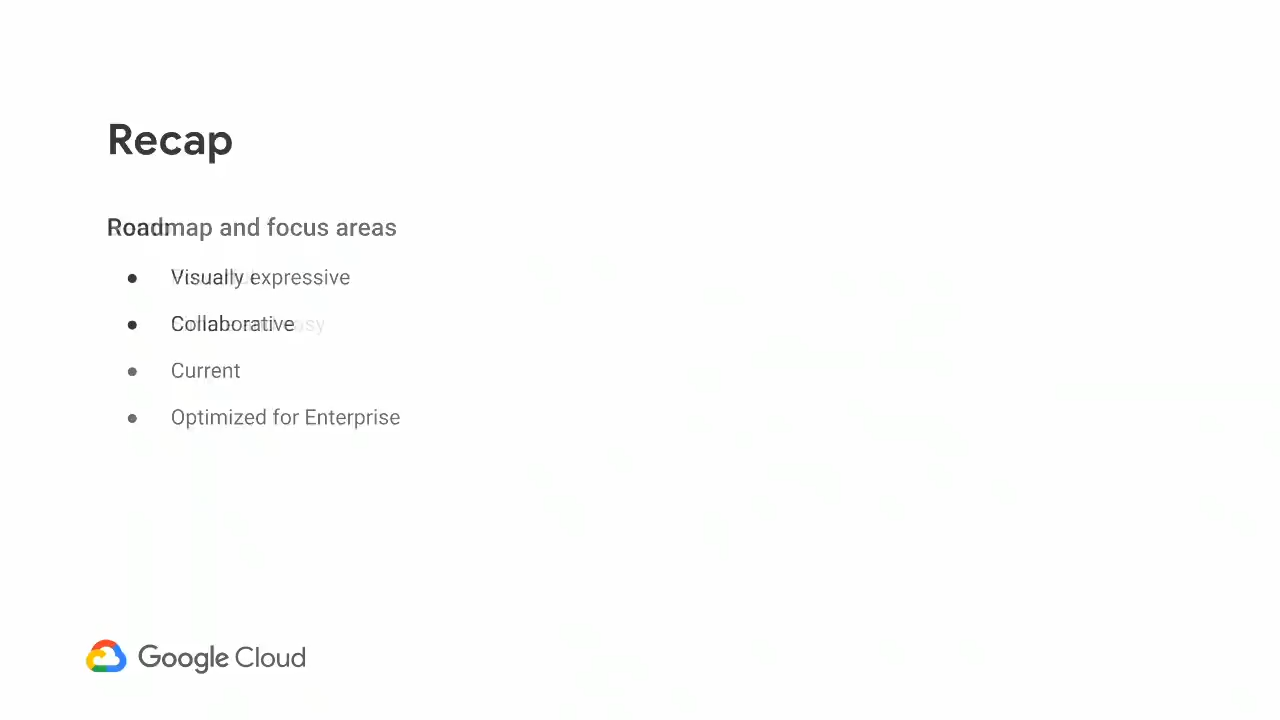 Recap
Roadmap and focus areas
● Visually expressive
● Collaborative
● Current
● Optimized for Enterprise
Google Cloud